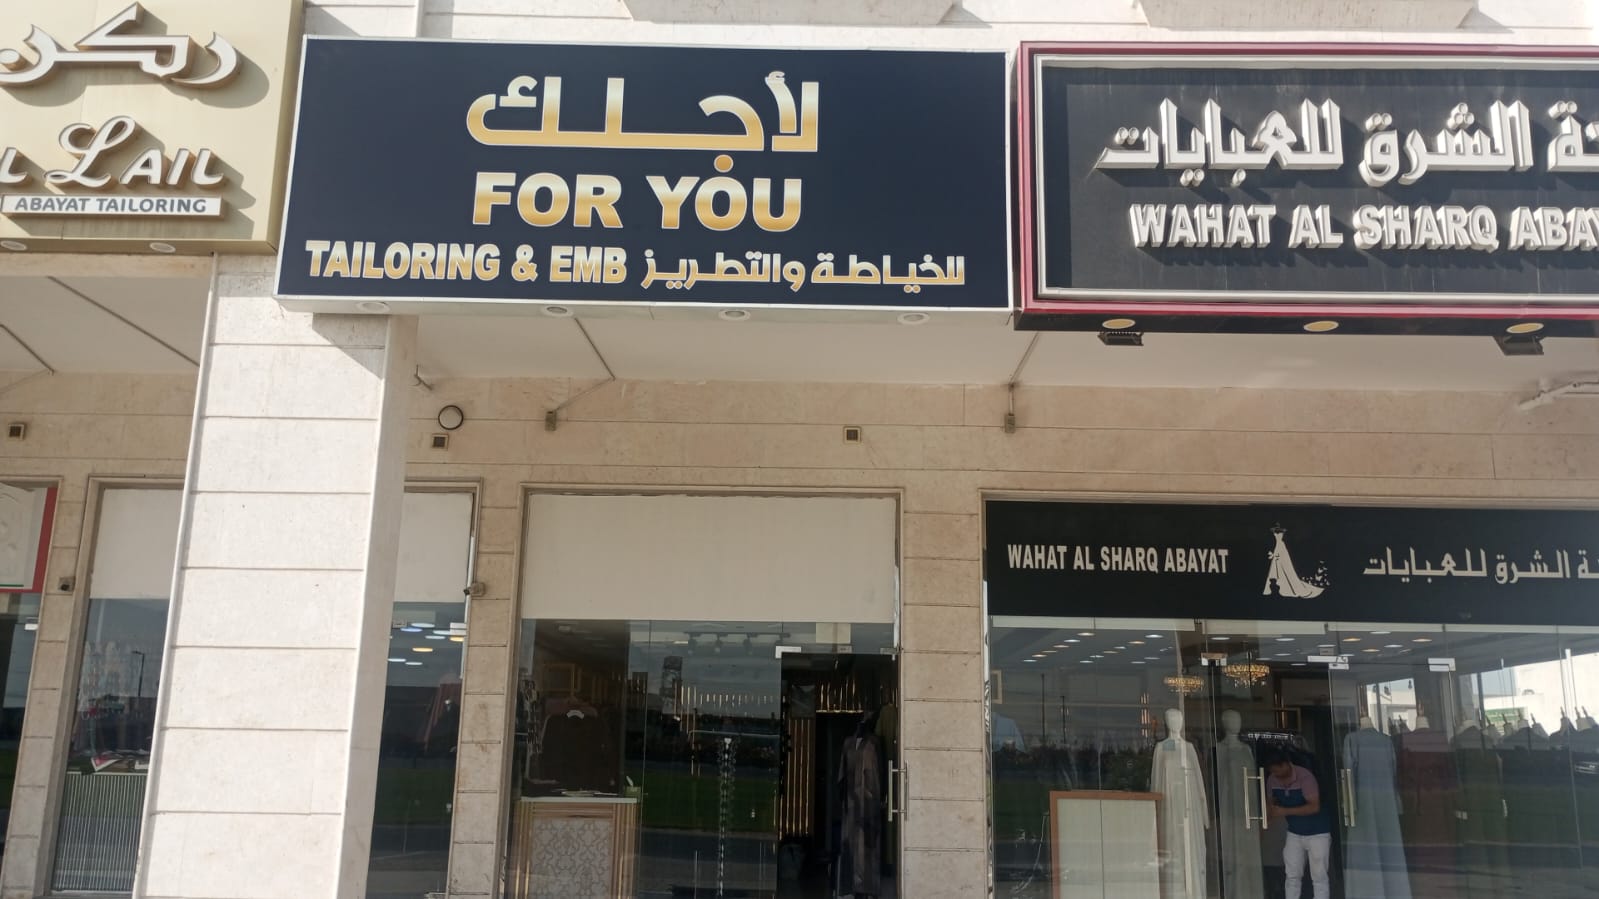 ركن
LAIL
ABAYAT TAILORING
لأجلك
FOR YOU
TAILORING & EMB للخياطة والتطريز
الشرق للعبايات
WAHAT AL SHARQ
WAHAT AL SHARQ ABAYAT
الشرق للعبايات